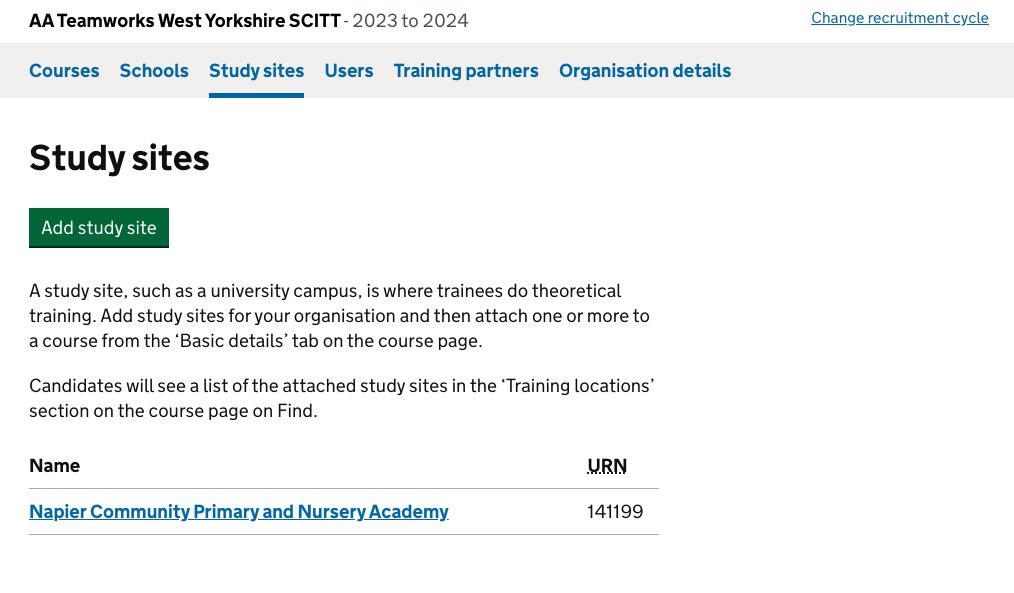 AA Teamworks West Yorkshire SCITT - 2023 to 2024
Change recruitment cycle
Courses Schools Study sites Users Training partners Organisation details
Study sites
Add study site
A study site, such as a university campus, is where trainees do theoretical
training. Add study sites for your organisation and then attach one or more to
a course from the ‘Basic details’ tab on the course page.
Candidates will see a list of the attached study sites in the ‘Training locations’
section on the course page on Find.
Name URN
Napier Community Primary and Nursery Academy 141199